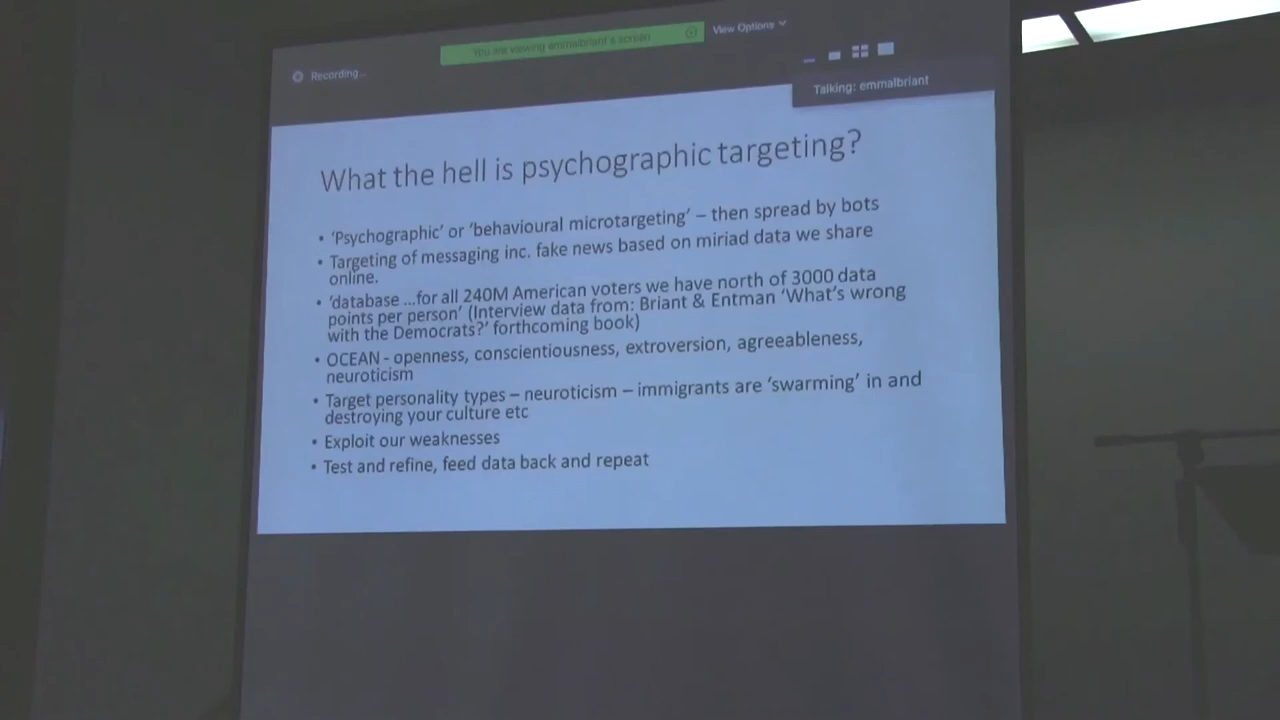 You are viewing emmalbriant's screen
View Options
Recording...
Talking: emmalbriant
What the hell is psychographic targeting?
• 'Psychographic' or 'behavioural microtargeting' – then spread by bots
• Targeting of messaging inc. fake news based on miriad data we share
online.
• 'database ...for all 240M American voters we have north of 3000 data
points per person' (Interview data from: Briant & Entman 'What's wrong
with the Democrats?' forthcoming book)
• OCEAN - openness, conscientiousness, extroversion, agreeableness,
neuroticism
• Target personality types – neuroticism – immigrants are 'swarming' in and
destroying your culture etc
• Exploit our weaknesses
• Test and refine, feed data back and repeat